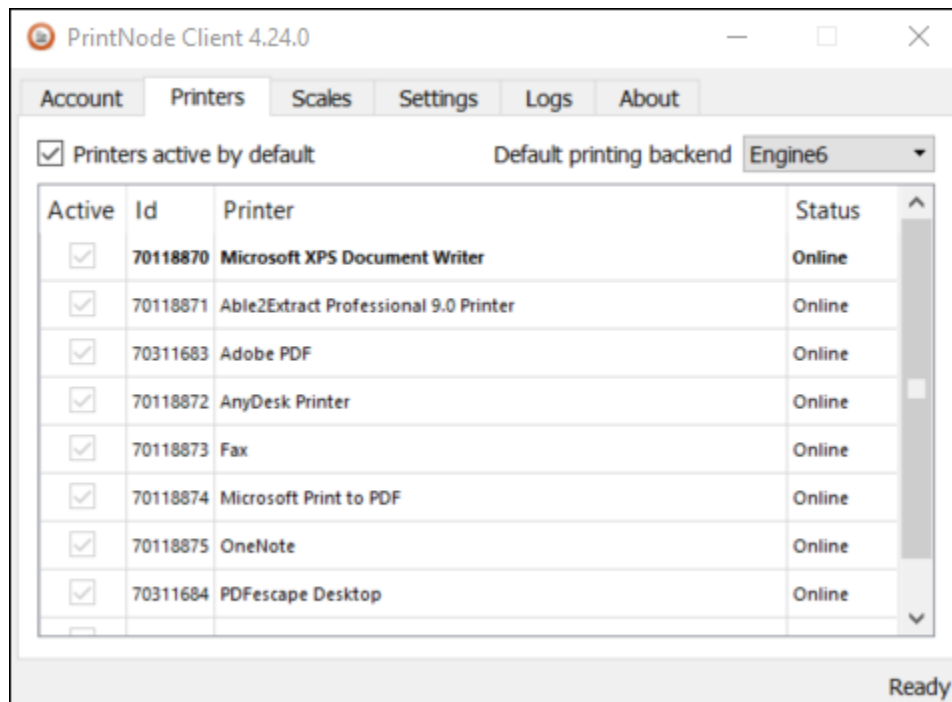 PrintNode Client 4.24.0
Account Printers Scales Settings Logs About
Printers active by default Default printing backend Engine6
Active Id Printer Status
70118870 Microsoft XPS Document Writer Online
70118871 Able2Extract Professional 9.0 Printer Online
70311683 Adobe PDF Online
70118872 AnyDesk Printer Online
70118873 Fax Online
70118874 Microsoft Print to PDF Online
70118875 OneNote Online
70311684 PDFescape Desktop Online
Ready